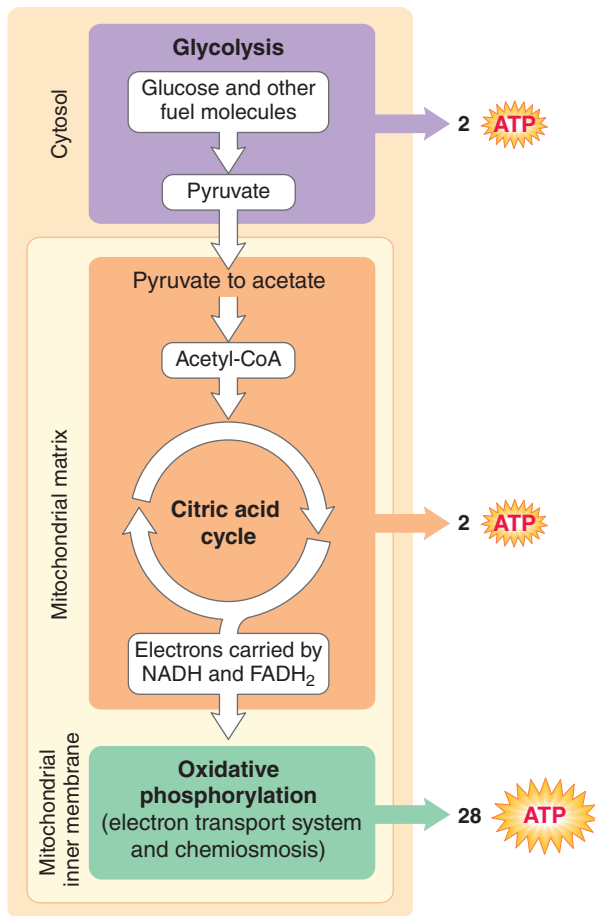 Glycolysis
Glucose and other
fuel molecules
Pyruvate
Cytosol
2 ATP
Pyruvate to acetate
Acetyl-CoA
Citric acid
cycle
Electrons carried by
NADH and FADH₂
Mitochondrial matrix
2 ATP
Oxidative
phosphorylation
(electron transport system
and chemiosmosis)
Mitochondrial
inner membrane
28 ATP